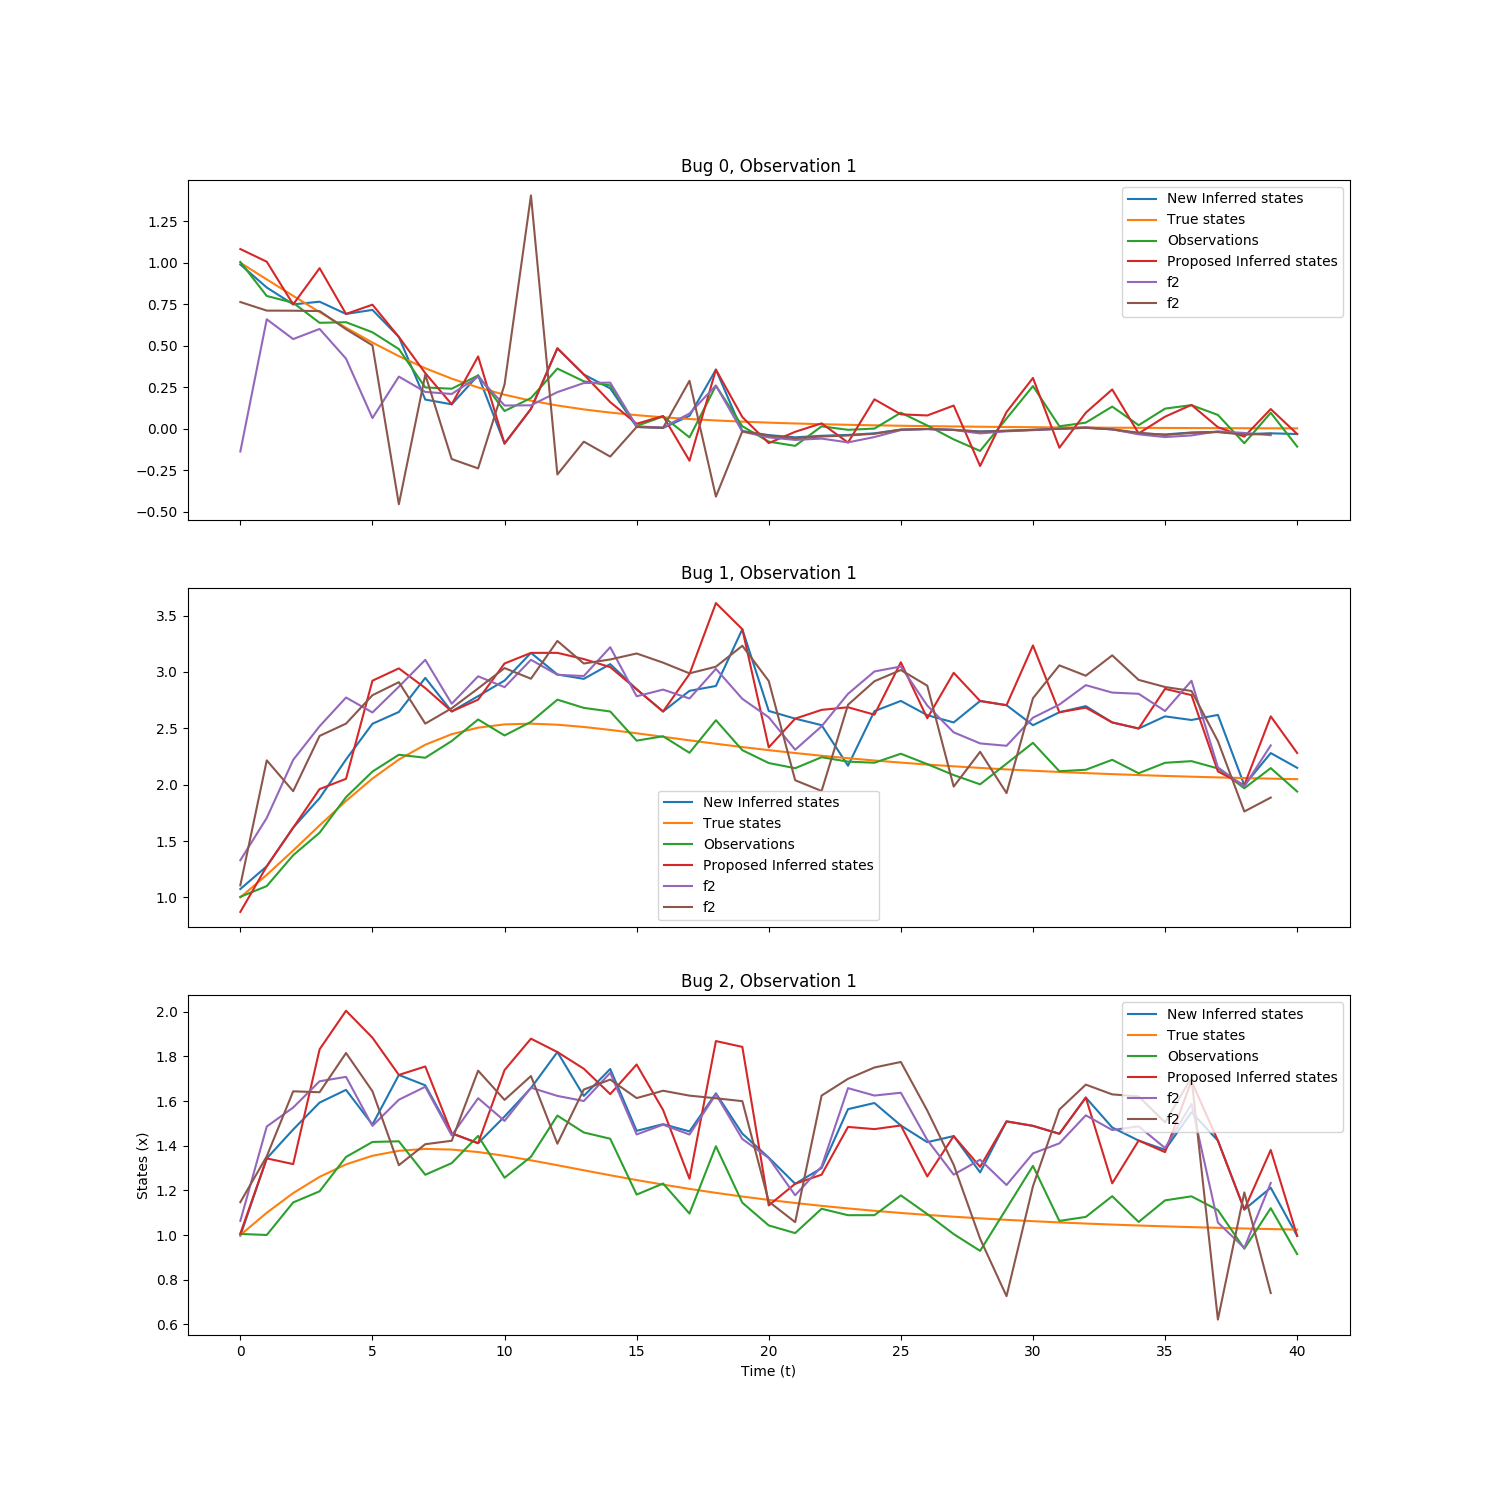 Bug 0, Observation 1
1.25
1.00
0.75
0.50
0.25
0.00
−0.25
−0.50
New Inferred states
True states
Observations
Proposed Inferred states
f2
f2
Bug 1, Observation 1
3.5
3.0
2.5
2.0
1.5
1.0
New Inferred states
True states
Observations
Proposed Inferred states
f2
f2
Bug 2, Observation 1
States (x)
2.0
1.8
1.6
1.4
1.2
1.0
0.8
0.6
New Inferred states
True states
Observations
Proposed Inferred states
f2
f2
0 5 10 15 20 25 30 35 40
Time (t)